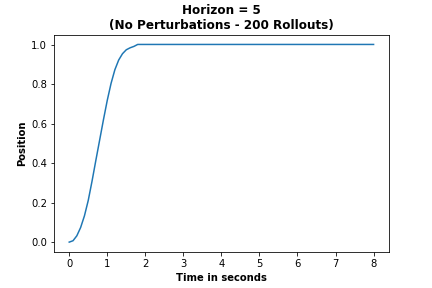 Horizon = 5
(No Perturbations - 200 Rollouts)
1.0
0.8
0.6
0.4
0.2
0.0
Position
0 1 2 3 4 5 6 7 8
Time in seconds